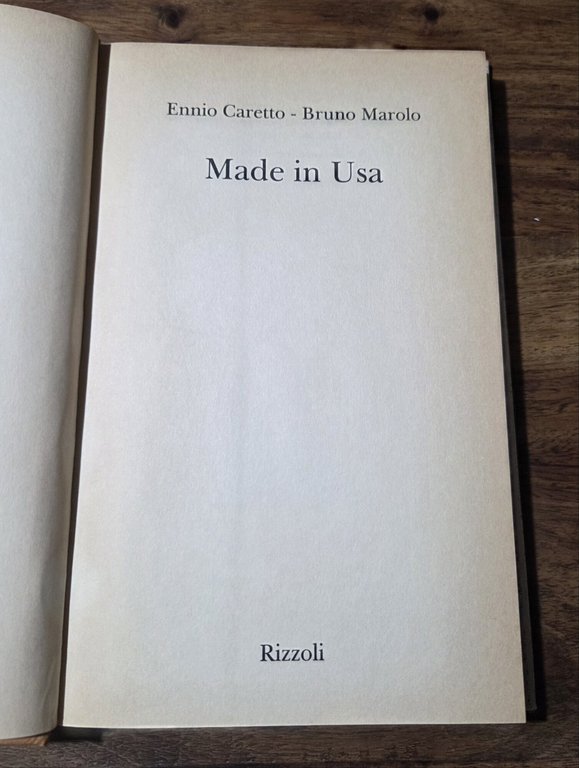 Ennio Caretto - Bruno Marolo
Made in Usa
Rizzoli